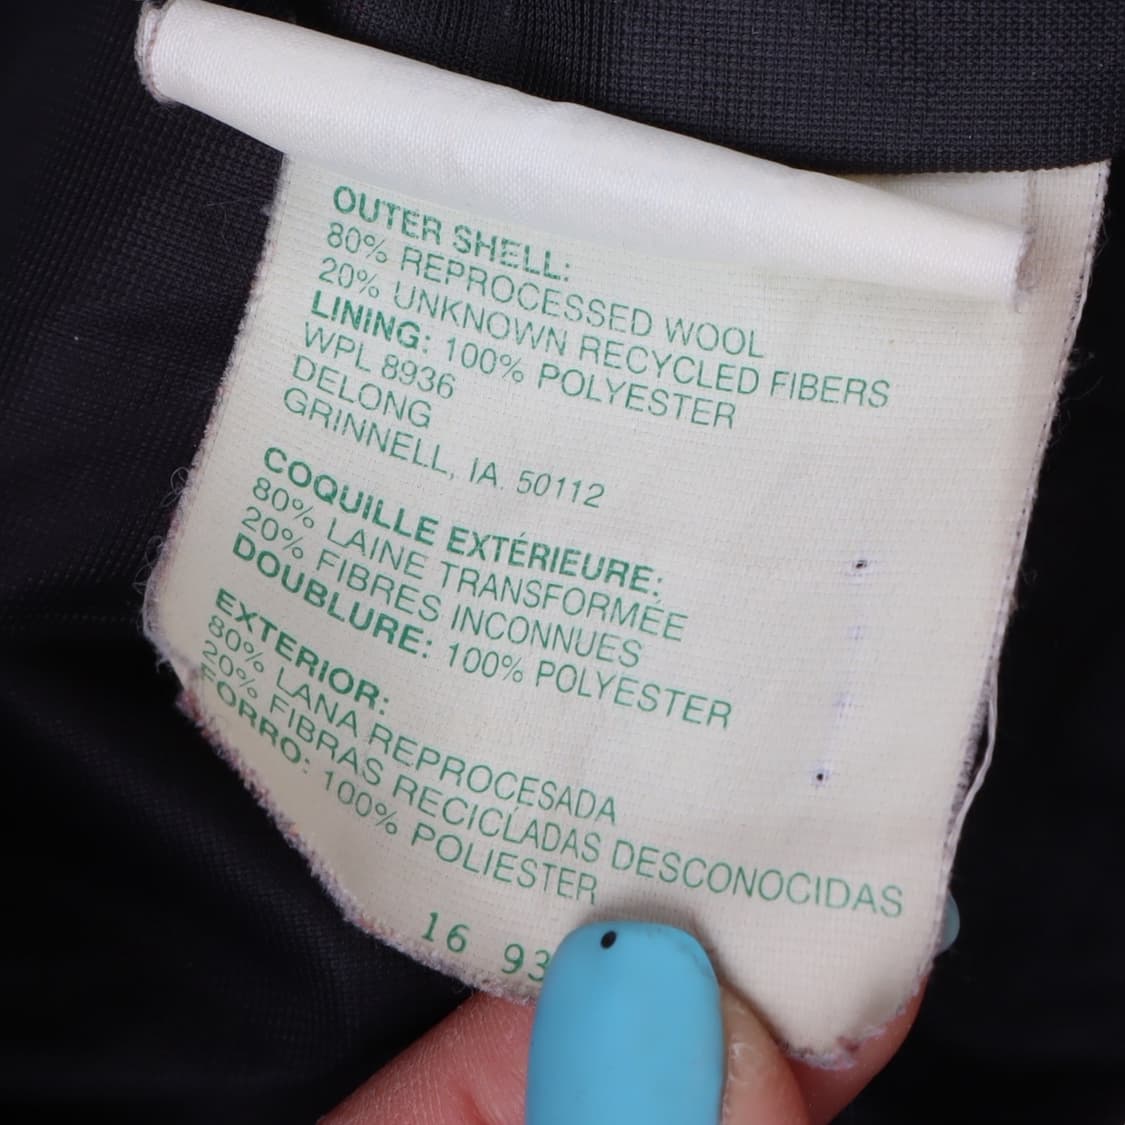 OUTER SHELL:
80% REPROCESSED WOOL
20% UNKNOWN RECYCLED FIBERS
LINING: 100% POLYESTER
WPL 8936
DELONG
GRINNELL, IA. 50112
COQUILLE EXTÉRIEURE:
80% LAINE TRANSFORMÉE
20% FIBRES INCONNUES
DOUBLURE: 100% POLYESTER
EXTERIOR:
80% LANA REPROCESADA
20% FIBRAS RECICLADAS DESCONOCIDAS
FORRO: 100% POLIESTER
16 93